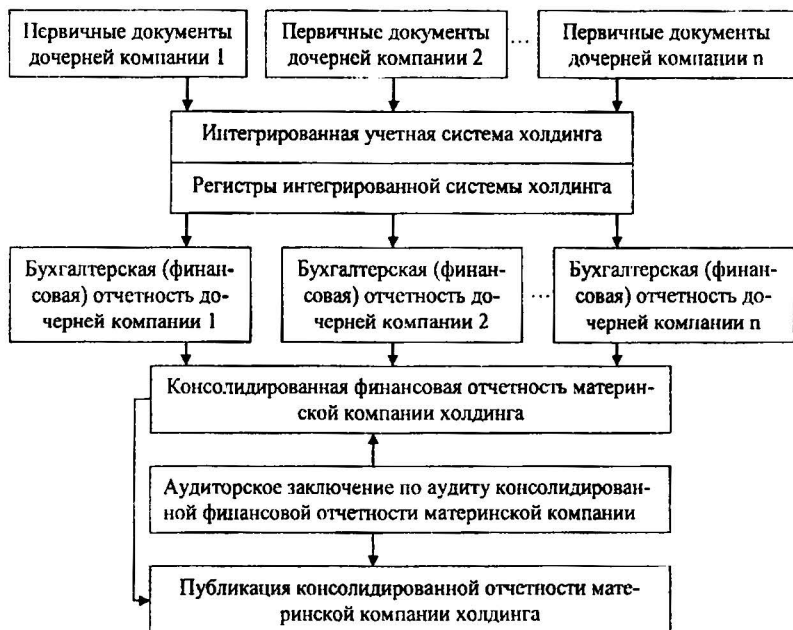 Первичные документы
дочерней компании 1
Первичные документы
дочерней компании 2
...
Первичные документы
дочерней компании n
Интегрированная учетная система холдинга
Регистры интегрированной системы холдинга
Бухгалтерская (финан-
совая) отчетность до-
черней компании 1
Бухгалтерская (финан-
совая) отчетность до-
черней компании 2
...
Бухгалтерская (финан-
совая) отчетность до-
черней компании n
Консолидированная финансовая отчетность материн-
ской компании холдинга
Аудиторское заключение по аудиту консолидирован-
ной финансовой отчетности материнской компании
Публикация консолидированной отчетности мате-
ринской компании холдинга